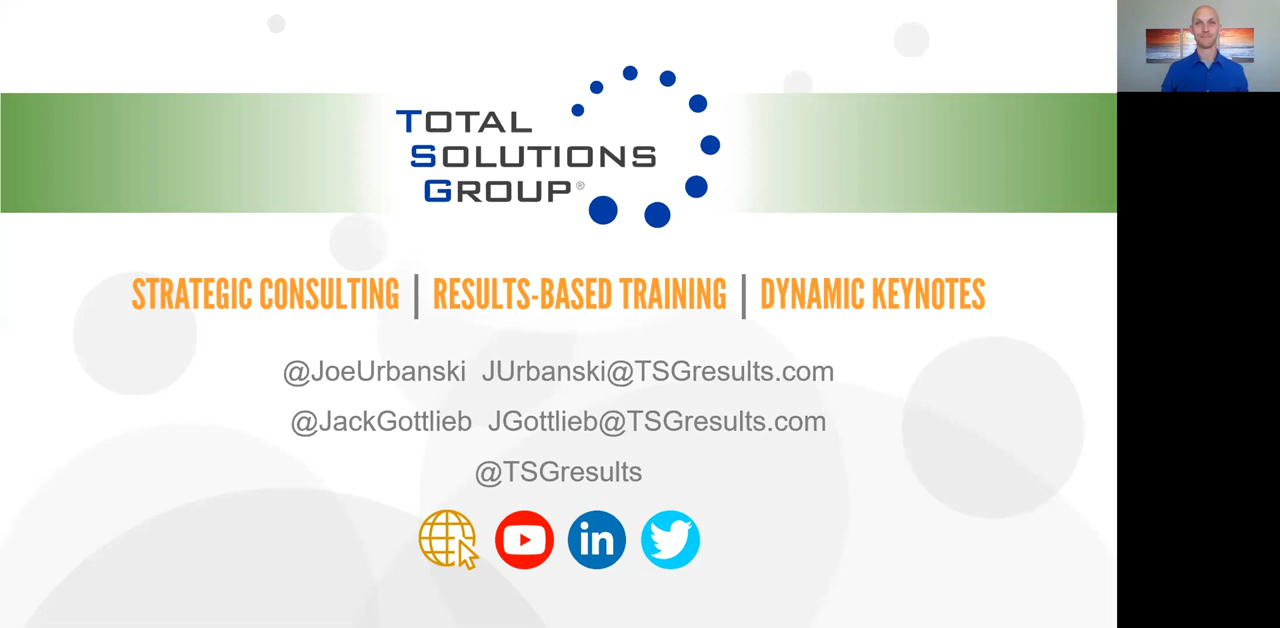 TOTAL
SOLUTIONS
GROUP®
STRATEGIC CONSULTING | RESULTS-BASED TRAINING | DYNAMIC KEYNOTES
@JoeUrbanski JUrbanski@TSGresults.com
@JackGottlieb JGottlieb@TSGresults.com
@TSGresults
in